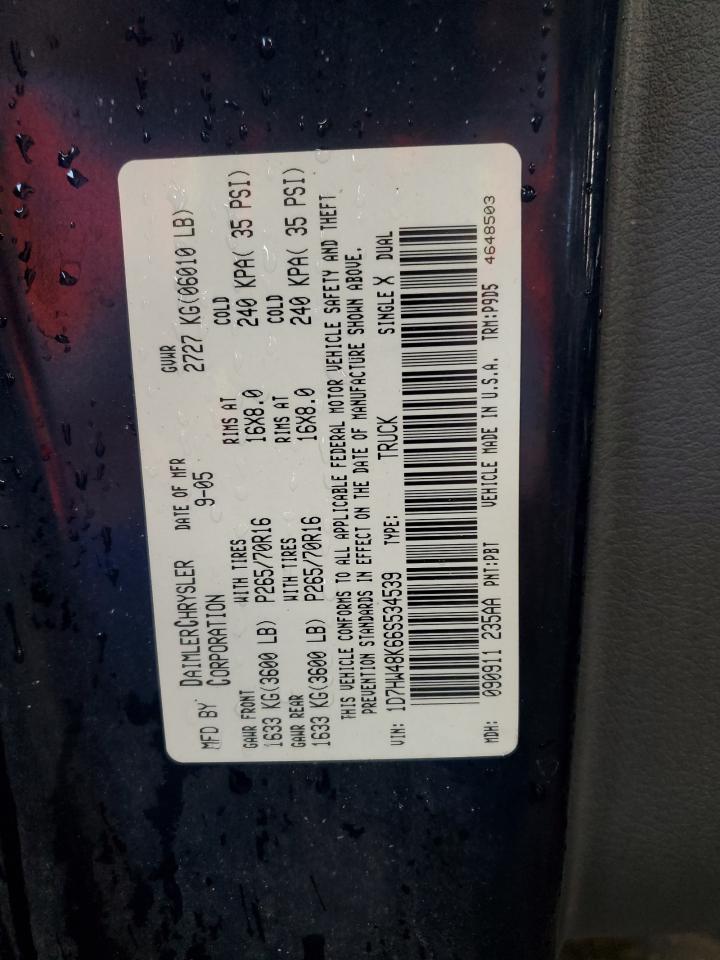 MFD BY: DAIMLERCHRYSLER CORPORATION DATE OF MFR 9-05 GVWR 2727 KG(06010 LB)
GAWR FRONT WITH TIRES RIMS AT COLD
1633 KG(3600 LB) P265/70R16 16X8.0 240 KPA( 35 PSI)
GAWR REAR WITH TIRES RIMS AT COLD
1633 KG(3600 LB) P265/70R16 16X8.0 240 KPA( 35 PSI)
THIS VEHICLE CONFORMS TO ALL APPLICABLE FEDERAL MOTOR VEHICLE SAFETY AND THEFT
PREVENTION STANDARDS IN EFFECT ON THE DATE OF MANUFACTURE SHOWN ABOVE.
VIN: 1D7HW48K66S534539 TYPE: TRUCK SINGLE X DUAL
MDH: 090911 235AA PNT:PBT VEHICLE MADE IN U.S.A. TRM:P9D5 4648503